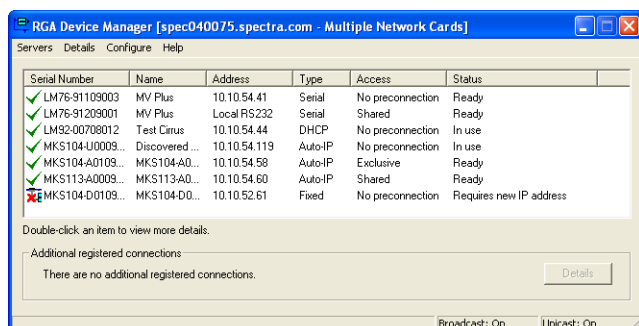 RGA Device Manager [spec040075.spectra.com - Multiple Network Cards]
Servers Details Configure Help
Serial Number Name Address Type Access Status
LM76-91109003 MV Plus 10.10.54.41 Serial No preconnection Ready
LM76-91209001 MV Plus Local RS232 Serial Shared Ready
LM92-00708012 Test Cirrus 10.10.54.44 DHCP No preconnection In use
MKS104-U0009... Discovered ... 10.10.54.119 Auto-IP No preconnection In use
MKS104-A0109... MKS104-A0... 10.10.54.58 Auto-IP Exclusive Ready
MKS113-A0009... MKS113-A0... 10.10.54.60 Auto-IP Shared Ready
MKS104-D0109... MKS104-D0... 10.10.52.61 Fixed No preconnection Requires new IP address
Double-click an item to view more details.
Additional registered connections
There are no additional registered connections.
Details
Broadcast: On Unicast: On